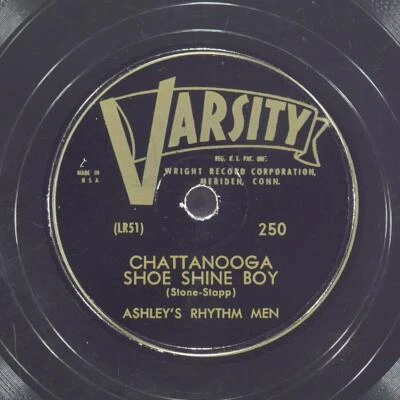 VARSITY
REG. U.S. PAT. OFF.
MADE IN
U.S.A.
WRIGHT RECORD CORPORATION,
MERIDEN, CONN.
(LR51)
250
CHATTANOOGA
SHOE SHINE BOY
(Stone-Stapp)
ASHLEY'S RHYTHM MEN